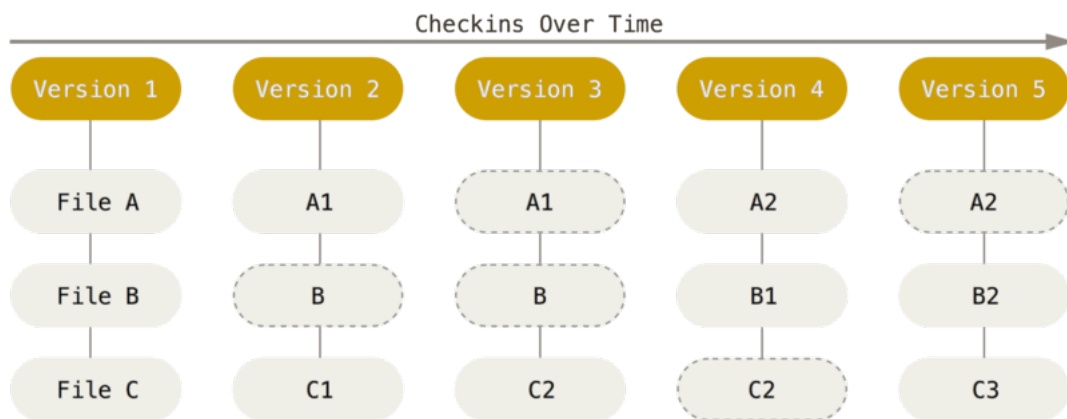 Checkins Over Time
Version 1 Version 2 Version 3 Version 4 Version 5
File A A1 A1 A2 A2
File B B B B1 B2
File C C1 C2 C2 C3